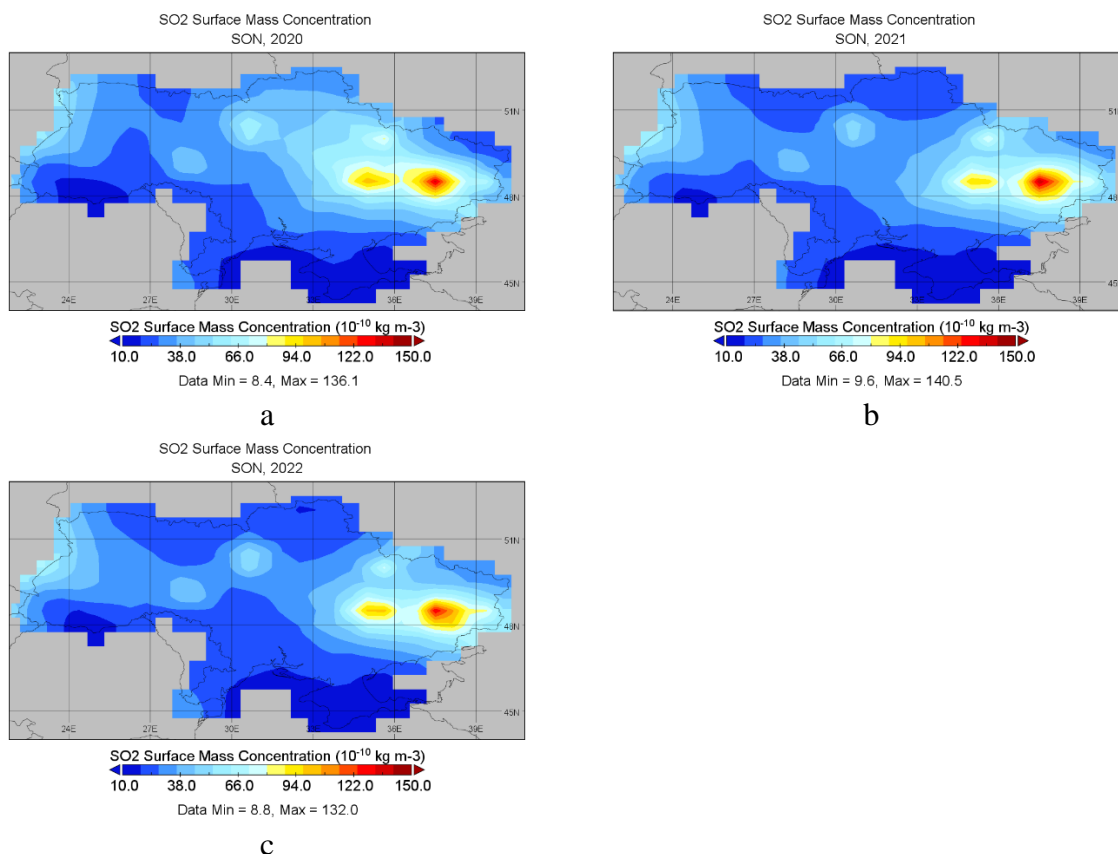 SO2 Surface Mass Concentration
SON, 2020
51N
48N
45N
24E 27E 30E 33E 36E 39E
SO2 Surface Mass Concentration (10⁻¹⁰ kg m-3)
10.0 38.0 66.0 94.0 122.0 150.0
Data Min = 8.4, Max = 136.1
a
SO2 Surface Mass Concentration
SON, 2021
51N
48N
45N
24E 27E 30E 33E 36E 39E
SO2 Surface Mass Concentration (10⁻¹⁰ kg m-3)
10.0 38.0 66.0 94.0 122.0 150.0
Data Min = 9.6, Max = 140.5
b
SO2 Surface Mass Concentration
SON, 2022
51N
48N
45N
24E 27E 30E 33E 36E 39E
SO2 Surface Mass Concentration (10⁻¹⁰ kg m-3)
10.0 38.0 66.0 94.0 122.0 150.0
Data Min = 8.8, Max = 132.0
c